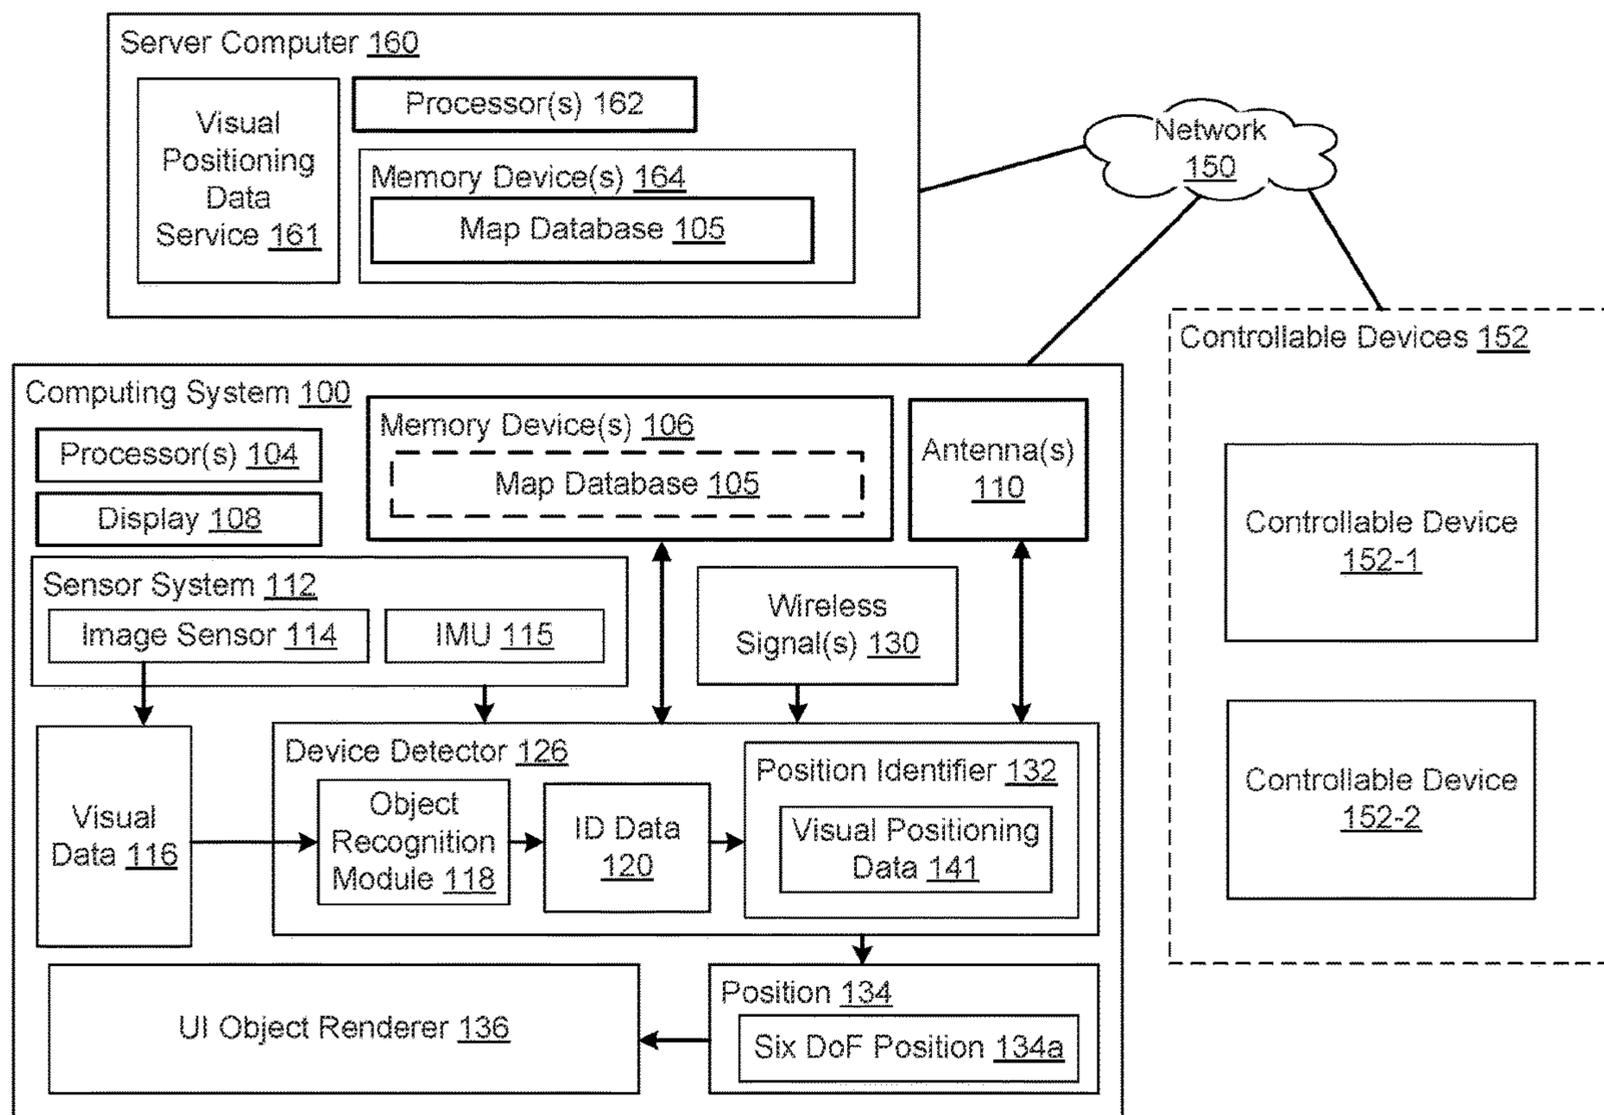 Server Computer 160
Visual
Positioning
Data
Service 161
Processor(s) 162
Memory Device(s) 164
Map Database 105
Network
150
Controllable Devices 152
Controllable Device
152-1
Controllable Device
152-2
Computing System 100
Processor(s) 104
Display 108
Memory Device(s) 106
Map Database 105
Antenna(s)
110
Sensor System 112
Image Sensor 114
IMU 115
Wireless
Signal(s) 130
Visual
Data 116
Device Detector 126
Object
Recognition
Module 118
ID Data
120
Position Identifier 132
Visual Positioning
Data 141
UI Object Renderer 136
Position 134
Six DoF Position 134a